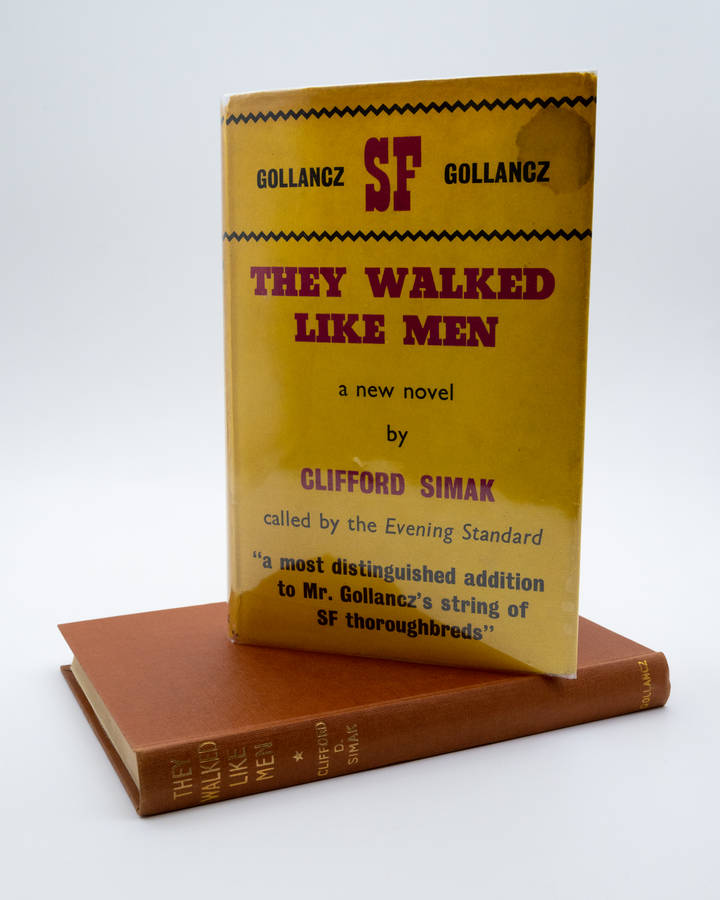 GOLLANCZ SF GOLLANCZ
THEY WALKED
LIKE MEN
a new novel
by
CLIFFORD SIMAK
called by the Evening Standard
"a most distinguished addition
to Mr. Gollancz's string of
SF thoroughbreds"
THEY
WALKED
LIKE
MEN
★
CLIFFORD
D.
SIMAK
GOLLANCZ